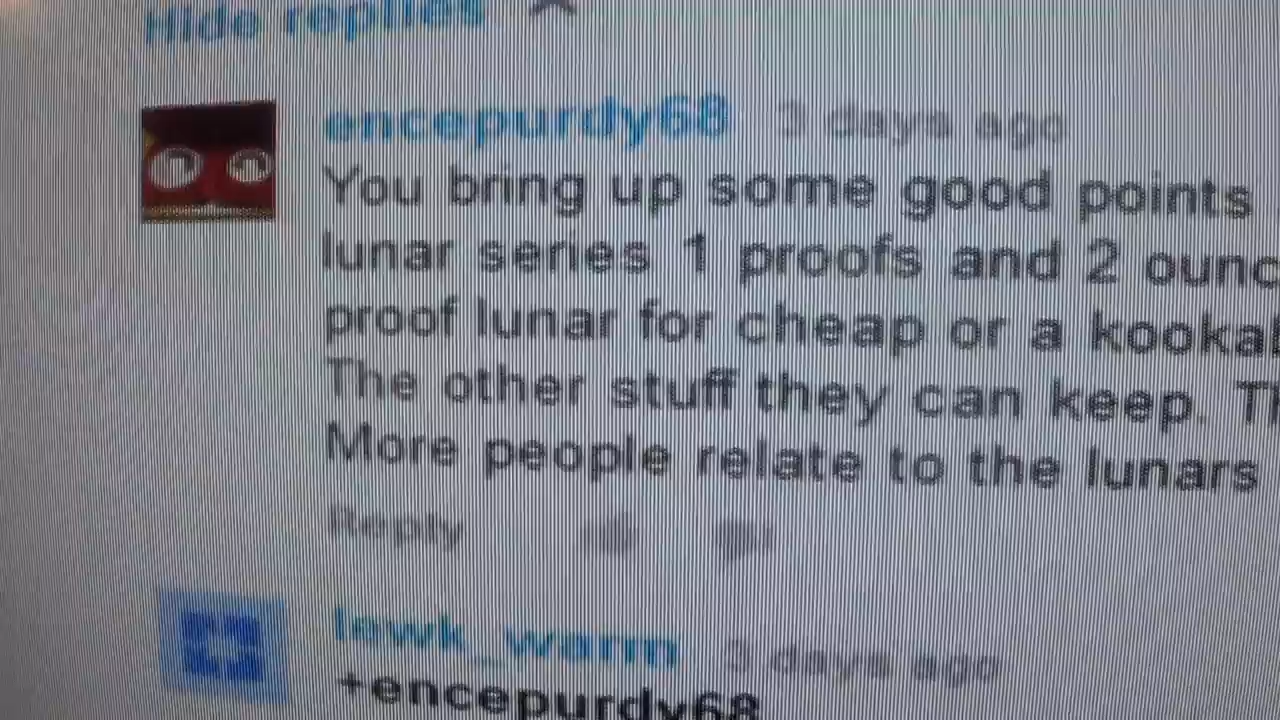 Hide replies
encepurdy68 3 days ago
You bring up some good points
lunar series 1 proofs and 2 ounc
proof lunar for cheap or a kookab
The other stuff they can keep. Th
More people relate to the lunars
Reply
lewk_warm 3 days ago
+encepurdy68